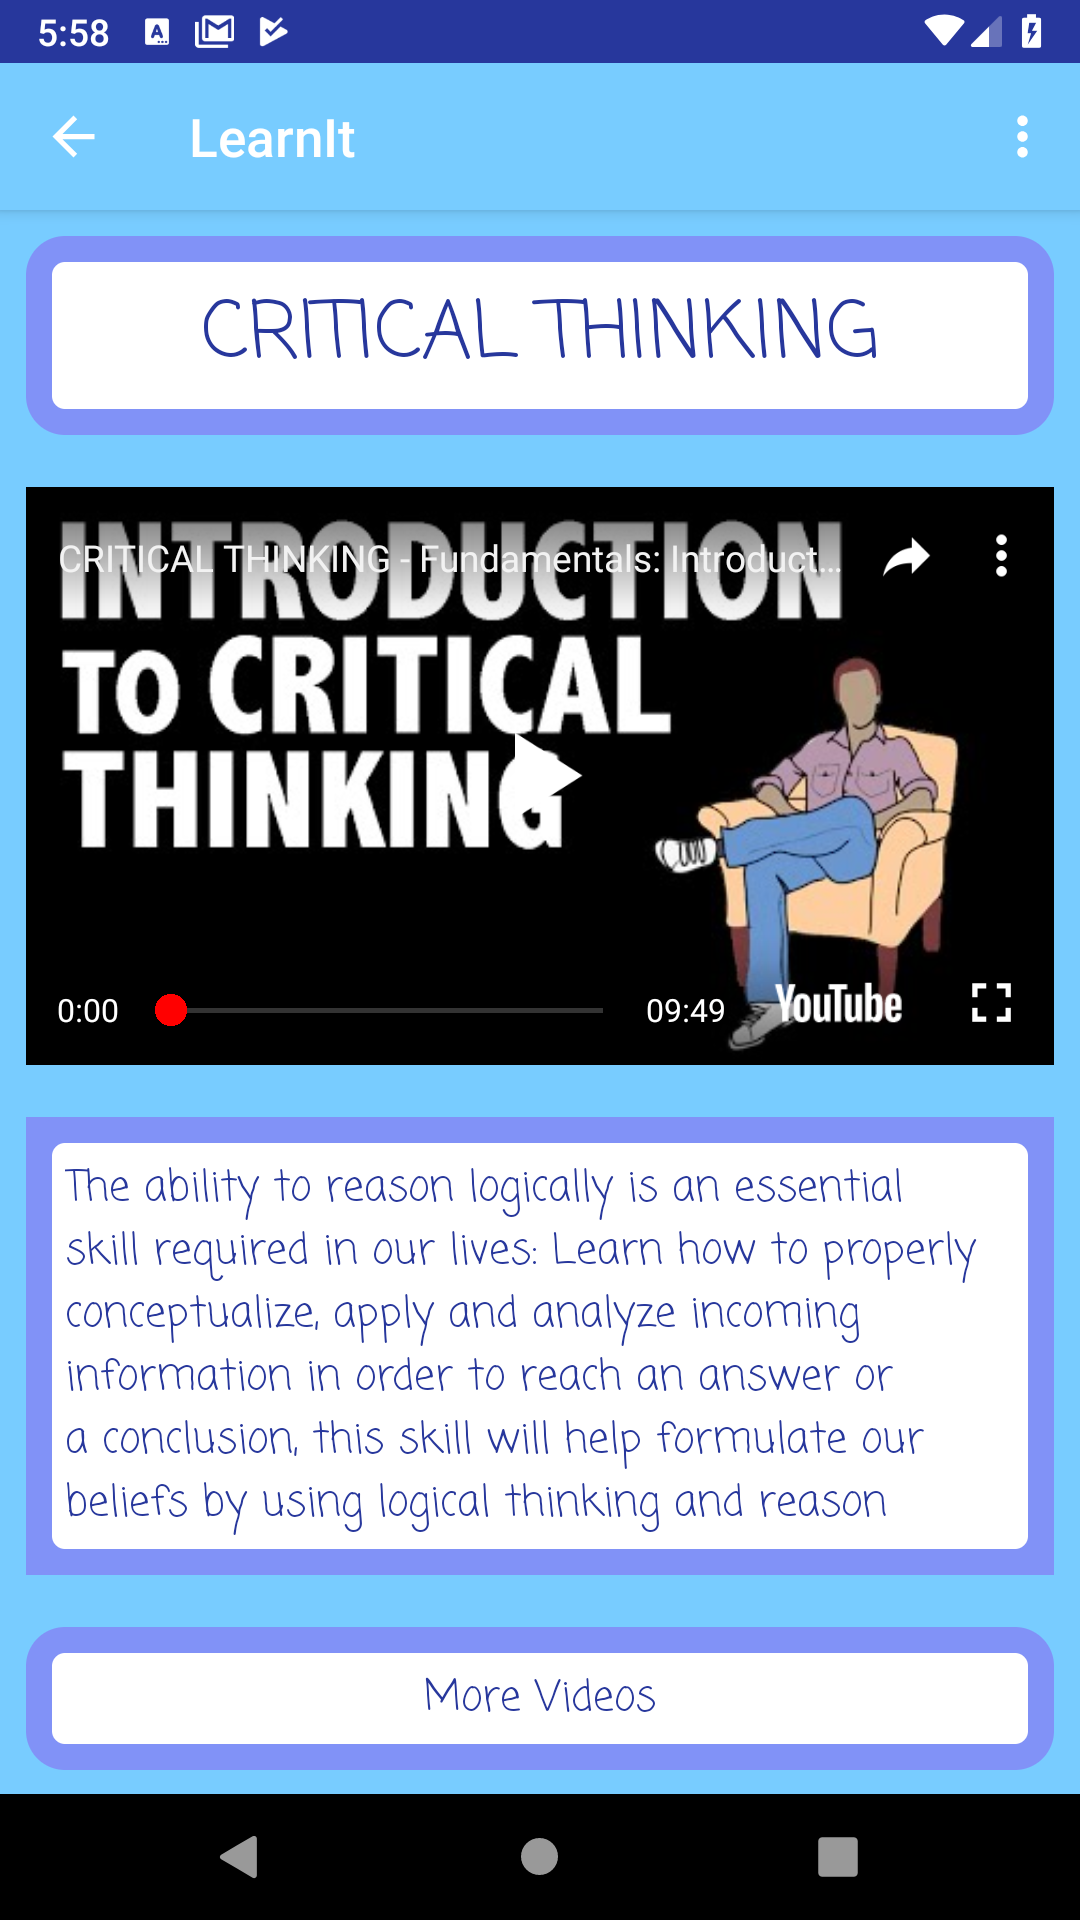 5:58
LearnIt
CRITICAL THINKING
CRITICAL THINKING - Fundamentals: Introduct...
INTRODUCTION
TO CRITICAL
THINKING
0:00
09:49
YouTube
The ability to reason logically is an essential
skill required in our lives: Learn how to properly
conceptualize, apply and analyze incoming
information in order to reach an answer or
a conclusion, this skill will help formulate our
beliefs by using logical thinking and reason
More Videos